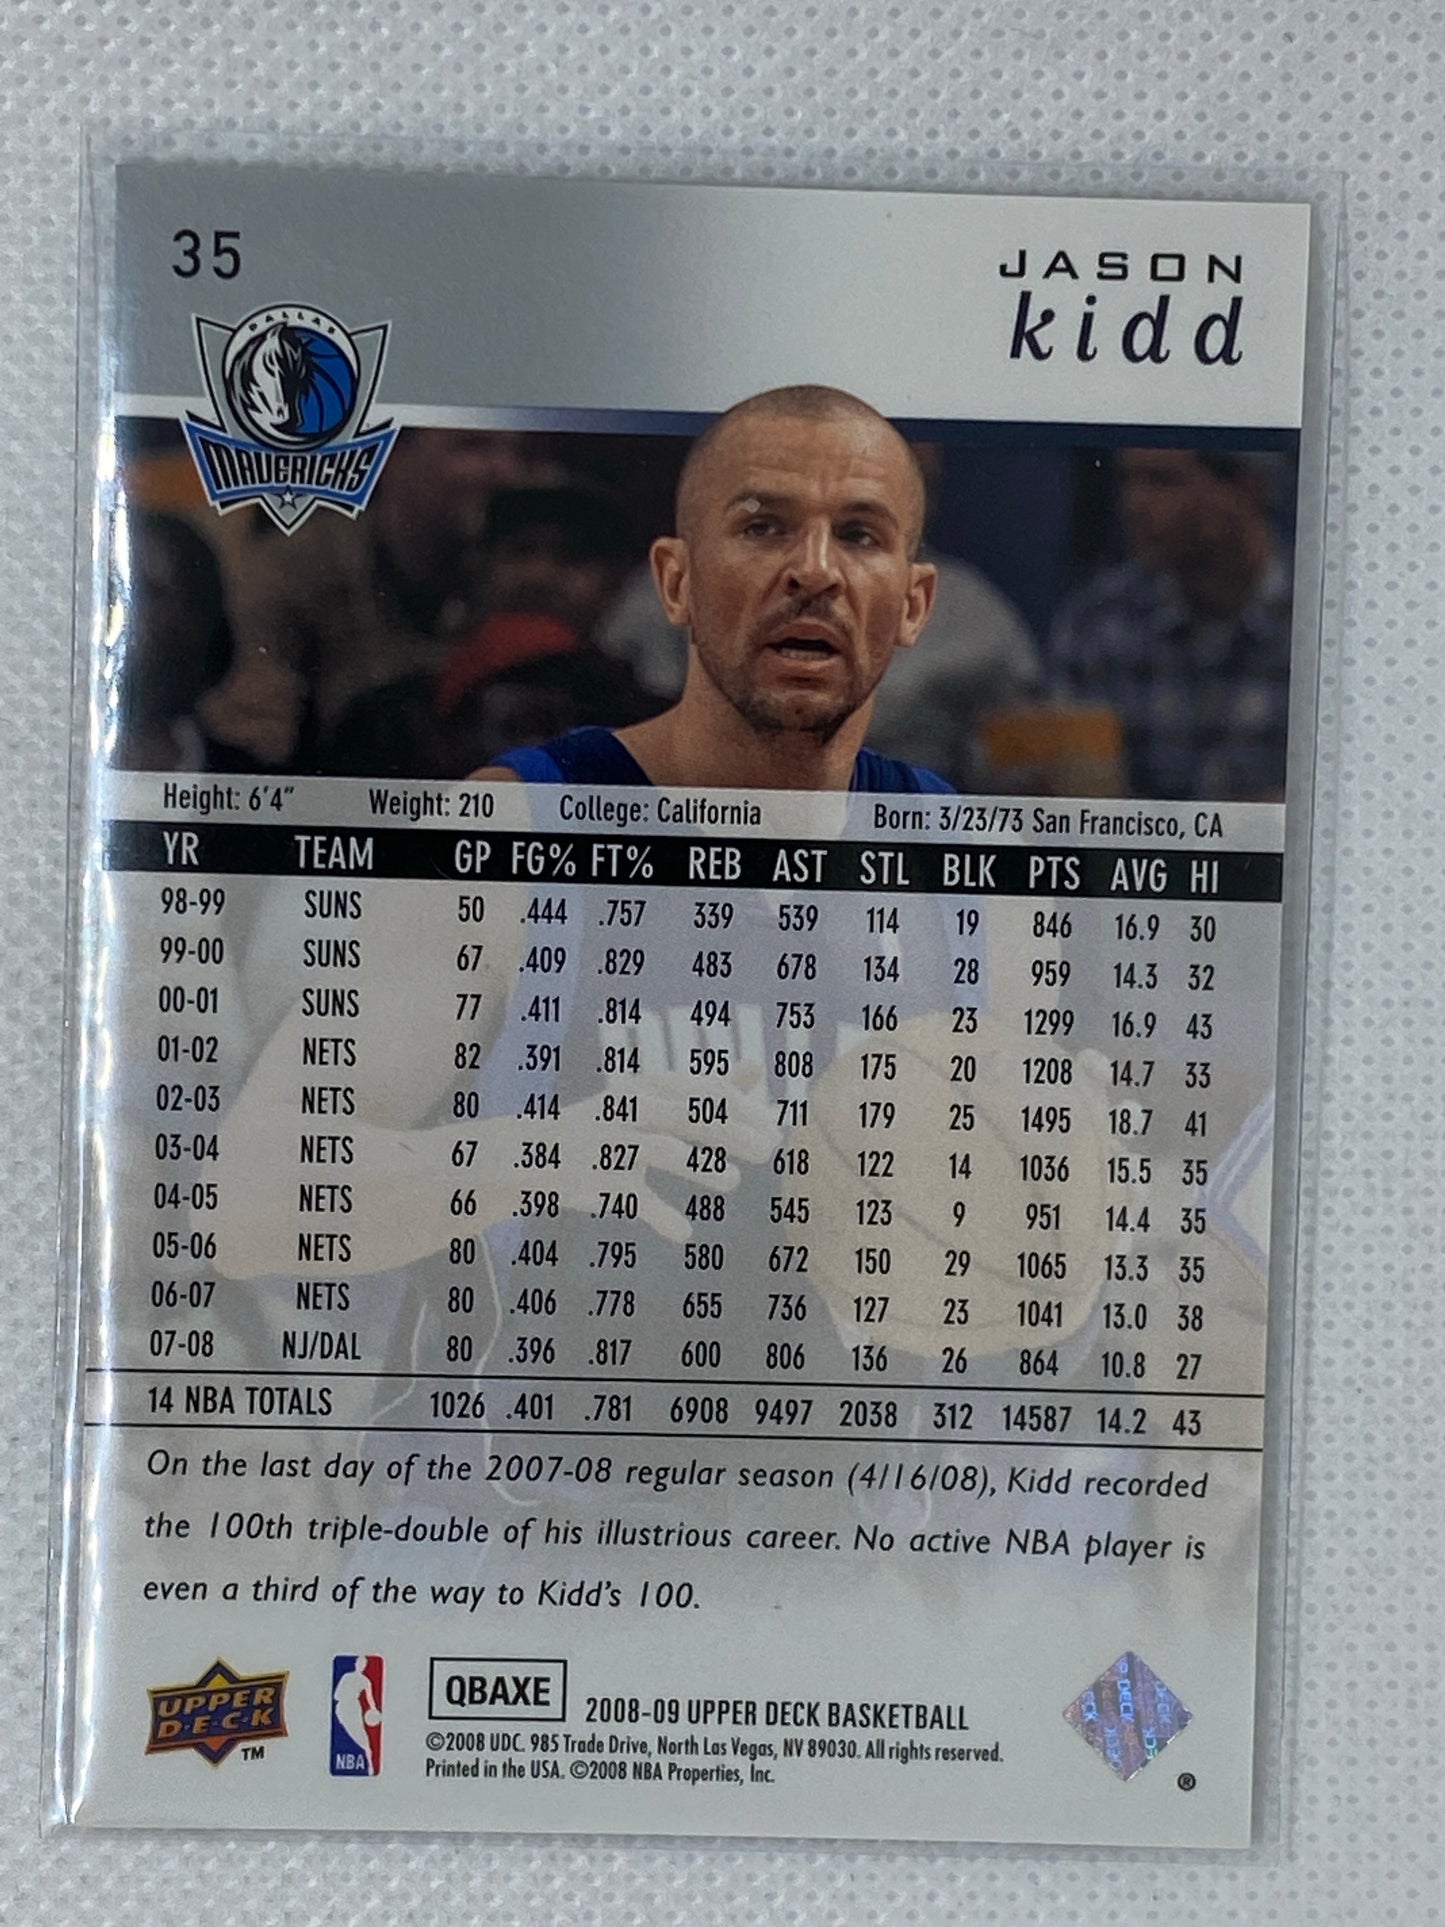 35
JASON
kidd
DALLAS
MAVERICKS
Height: 6'4" Weight: 210 College: California Born: 3/23/73 San Francisco, CA
YR TEAM GP FG% FT% REB AST STL BLK PTS AVG HI
98-99 SUNS 50 .444 .757 339 539 114 19 846 16.9 30
99-00 SUNS 67 .409 .829 483 678 134 28 959 14.3 32
00-01 SUNS 77 .411 .814 494 753 166 23 1299 16.9 43
01-02 NETS 82 .391 .814 595 808 175 20 1208 14.7 33
02-03 NETS 80 .414 .841 504 711 179 25 1495 18.7 41
03-04 NETS 67 .384 .827 428 618 122 14 1036 15.5 35
04-05 NETS 66 .398 .740 488 545 123 9 951 14.4 35
05-06 NETS 80 .404 .795 580 672 150 29 1065 13.3 35
06-07 NETS 80 .406 .778 655 736 127 23 1041 13.0 38
07-08 NJ/DAL 80 .396 .817 600 806 136 26 864 10.8 27
14 NBA TOTALS 1026 .401 .781 6908 9497 2038 312 14587 14.2 43
On the last day of the 2007-08 regular season (4/16/08), Kidd recorded
the 100th triple-double of his illustrious career. No active NBA player is
even a third of the way to Kidd's 100.
UPPER
D·E·C·K
TM
NBA
QBAXE
2008-09 UPPER DECK BASKETBALL
©2008 UDC. 985 Trade Drive, North Las Vegas, NV 89030. All rights reserved.
Printed in the USA. ©2008 NBA Properties, Inc.
®